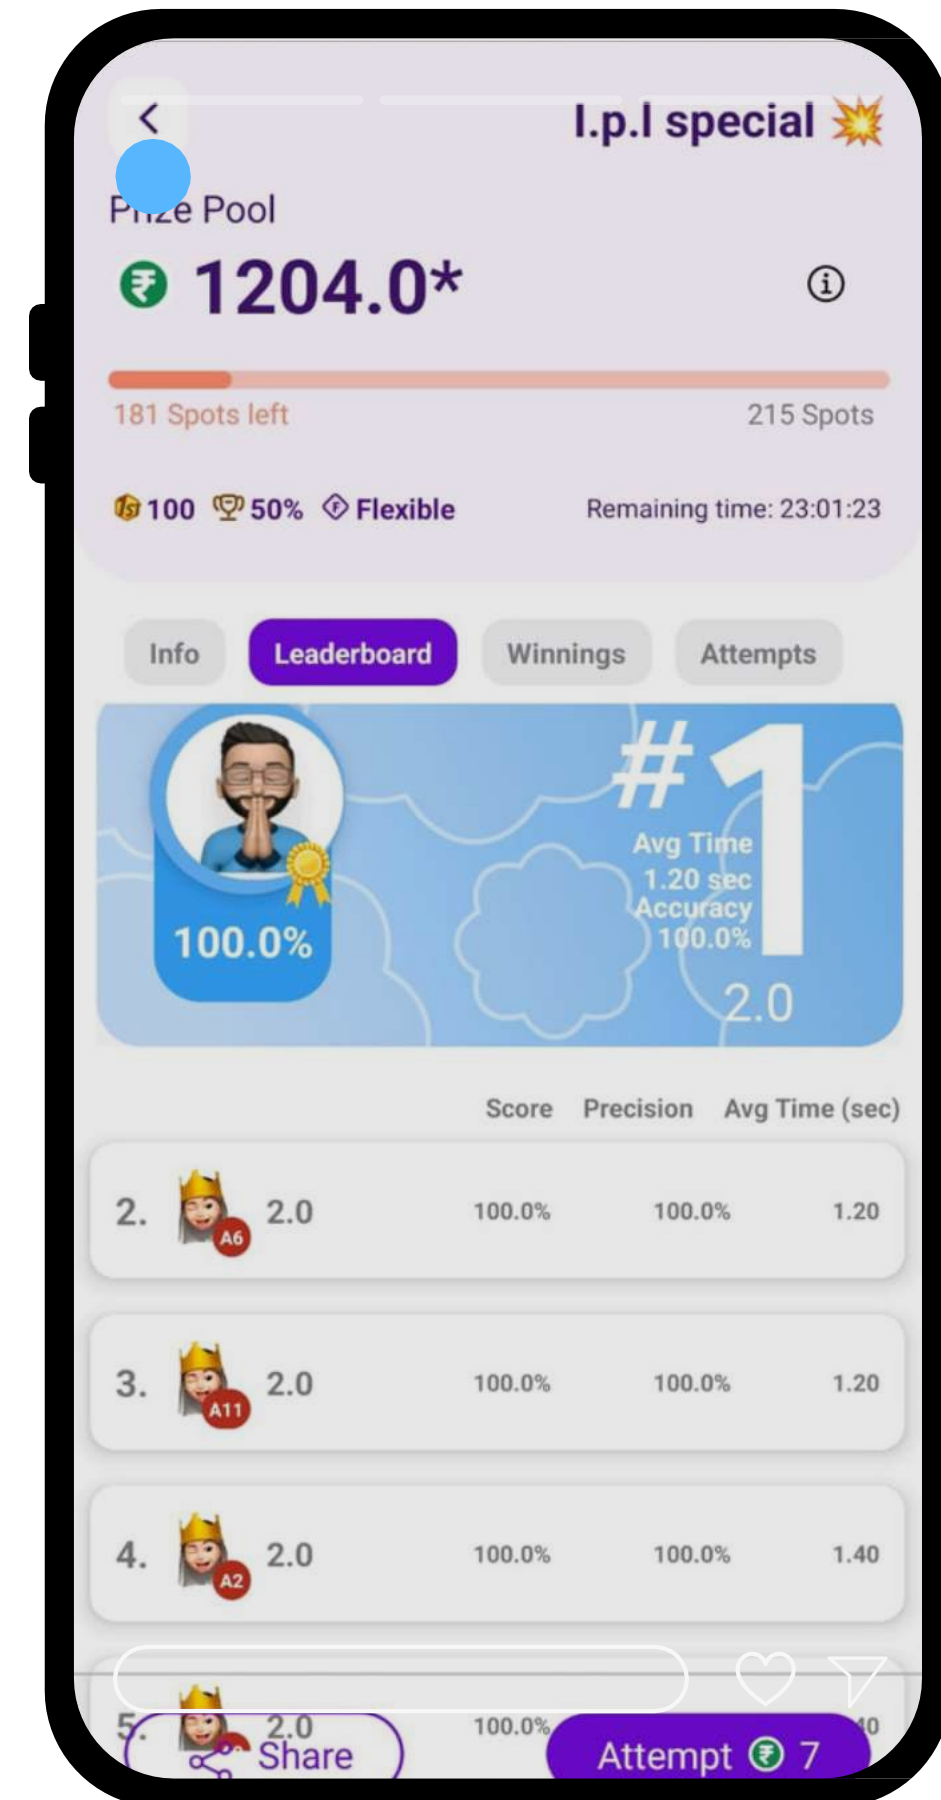 I.p.l special
Prize Pool
₹ 1204.0*
181 Spots left 215 Spots
1st 100 50% F Flexible Remaining time: 23:01:23
Info Leaderboard Winnings Attempts
#1
Avg Time
1.20 sec
Accuracy
100.0%
100.0%
2.0
Score Precision Avg Time (sec)
2. A6 2.0 100.0% 100.0% 1.20
3. A11 2.0 100.0% 100.0% 1.20
4. A2 2.0 100.0% 100.0% 1.40
5. 2.0 100.0%
Share Attempt ₹ 7